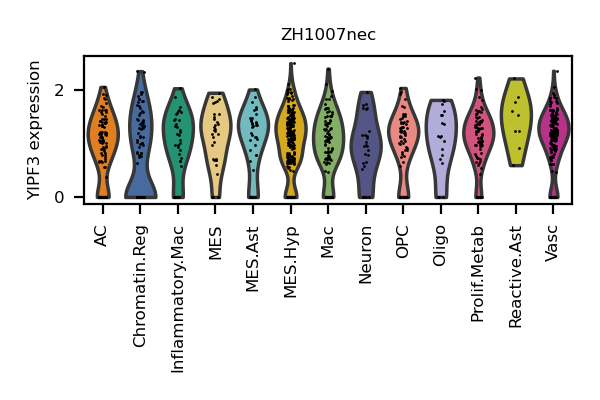 ZH1007nec
YIPF3 expression
2
0
AC
Chromatin.Reg
Inflammatory.Mac
MES
MES.Ast
MES.Hyp
Mac
Neuron
OPC
Oligo
Prolif.Metab
Reactive.Ast
Vasc